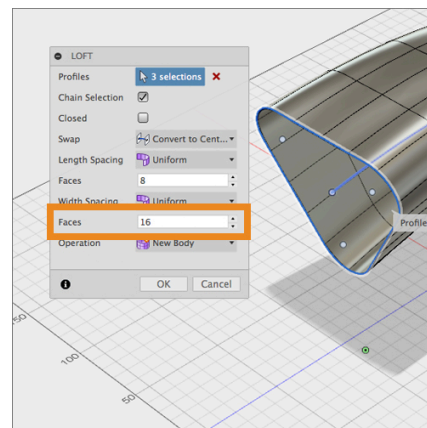 LOFT
Profiles 3 selections
Chain Selection
Closed
Swap Convert to Cent...
Length Spacing Uniform
Faces 8
Width Spacing Uniform
Faces 16
Operation New Body
OK Cancel
Profile
50
100
50